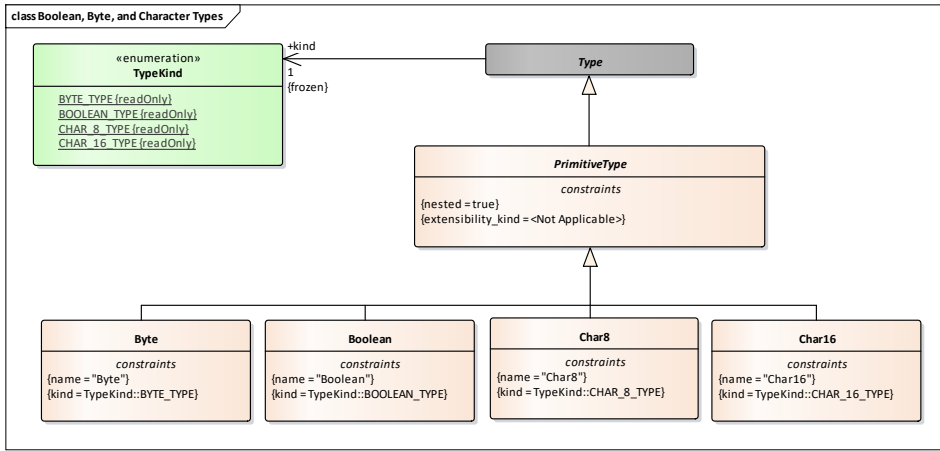 class Boolean, Byte, and Character Types
«enumeration»
TypeKind
BYTE_TYPE {readOnly}
BOOLEAN_TYPE {readOnly}
CHAR_8_TYPE {readOnly}
CHAR_16_TYPE {readOnly}
+kind
1
{frozen}
Type
PrimitiveType
constraints
{nested = true}
{extensibility_kind = <Not Applicable>}
Byte
constraints
{name = "Byte"}
{kind = TypeKind::BYTE_TYPE}
Boolean
constraints
{name = "Boolean"}
{kind = TypeKind::BOOLEAN_TYPE}
Char8
constraints
{name = "Char8"}
{kind = TypeKind::CHAR_8_TYPE}
Char16
constraints
{name = "Char16"}
{kind = TypeKind::CHAR_16_TYPE}